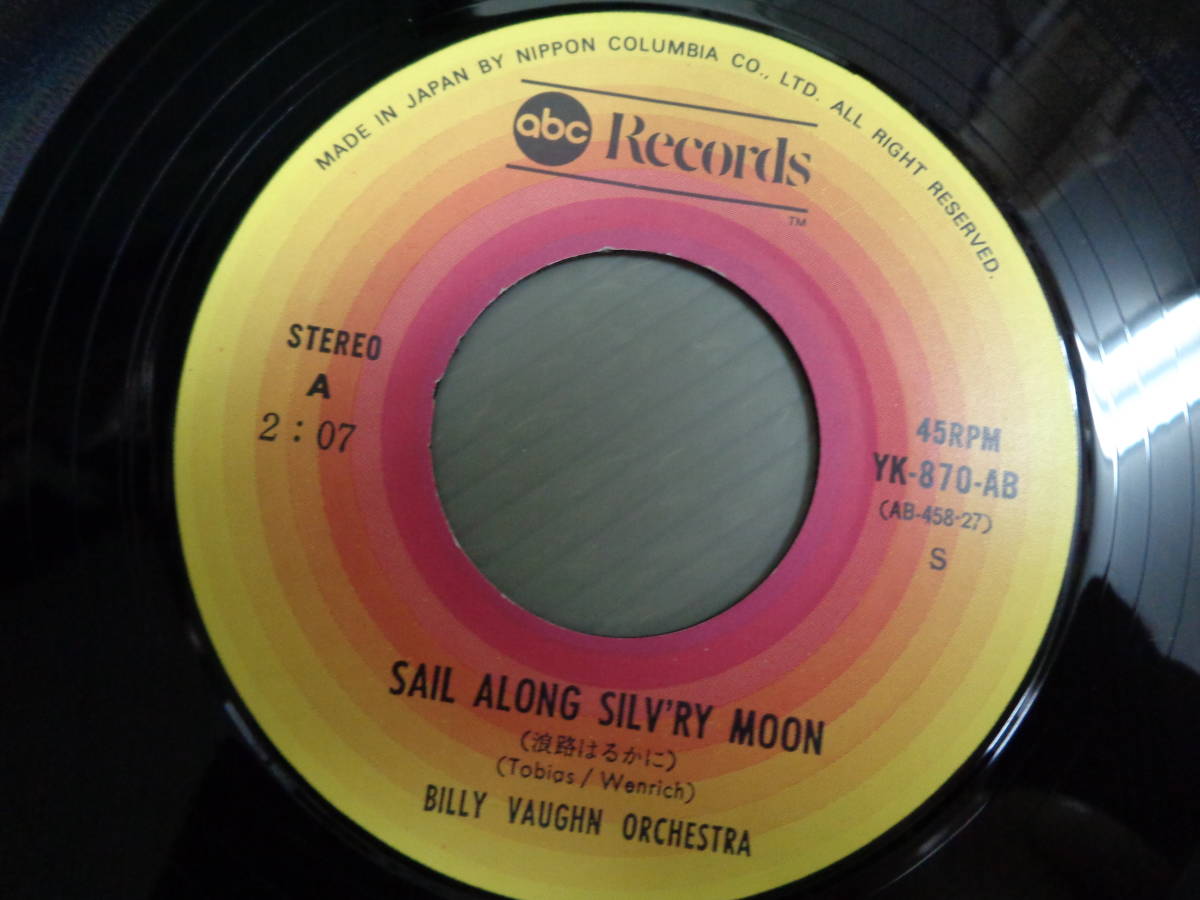 MADE IN JAPAN BY NIPPON COLUMBIA CO., LTD. ALL RIGHT RESERVED.
abc Records
TM
STEREO
A
2:07
45RPM
YK-870-AB
(AB-458-27)
S
SAIL ALONG SILV'RY MOON
(浪路はるかに)
(Tobias / Wenrich)
BILLY VAUGHN ORCHESTRA